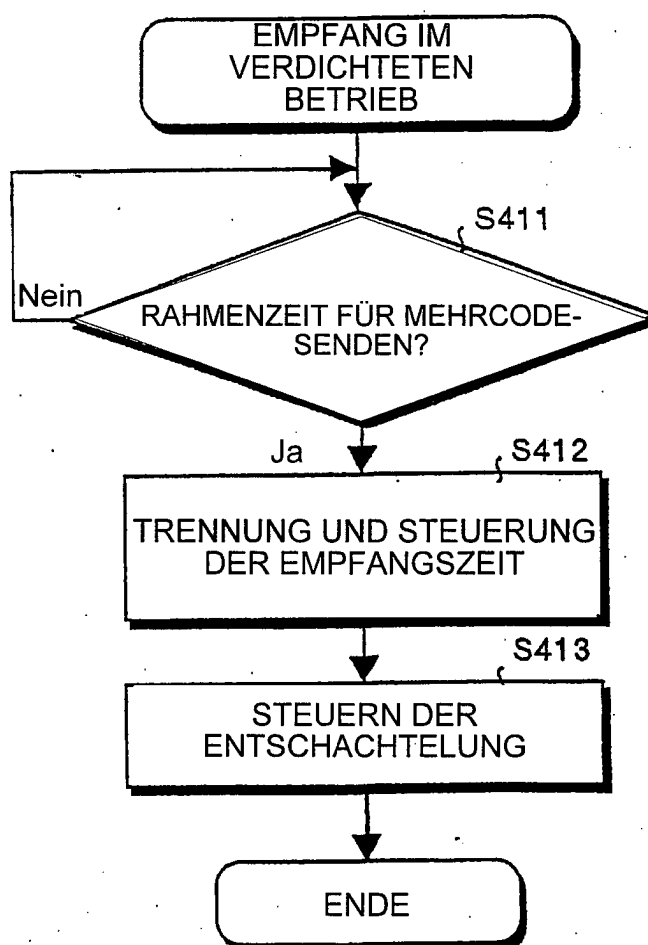 EMPFANG IM
VERDICHTETEN
BETRIEB
S411
Nein
RAHMENZEIT FÜR MEHRCODE-
SENDEN?
Ja
S412
TRENNUNG UND STEUERUNG
DER EMPFANGSZEIT
S413
STEUERN DER
ENTSCHACHTELUNG
ENDE